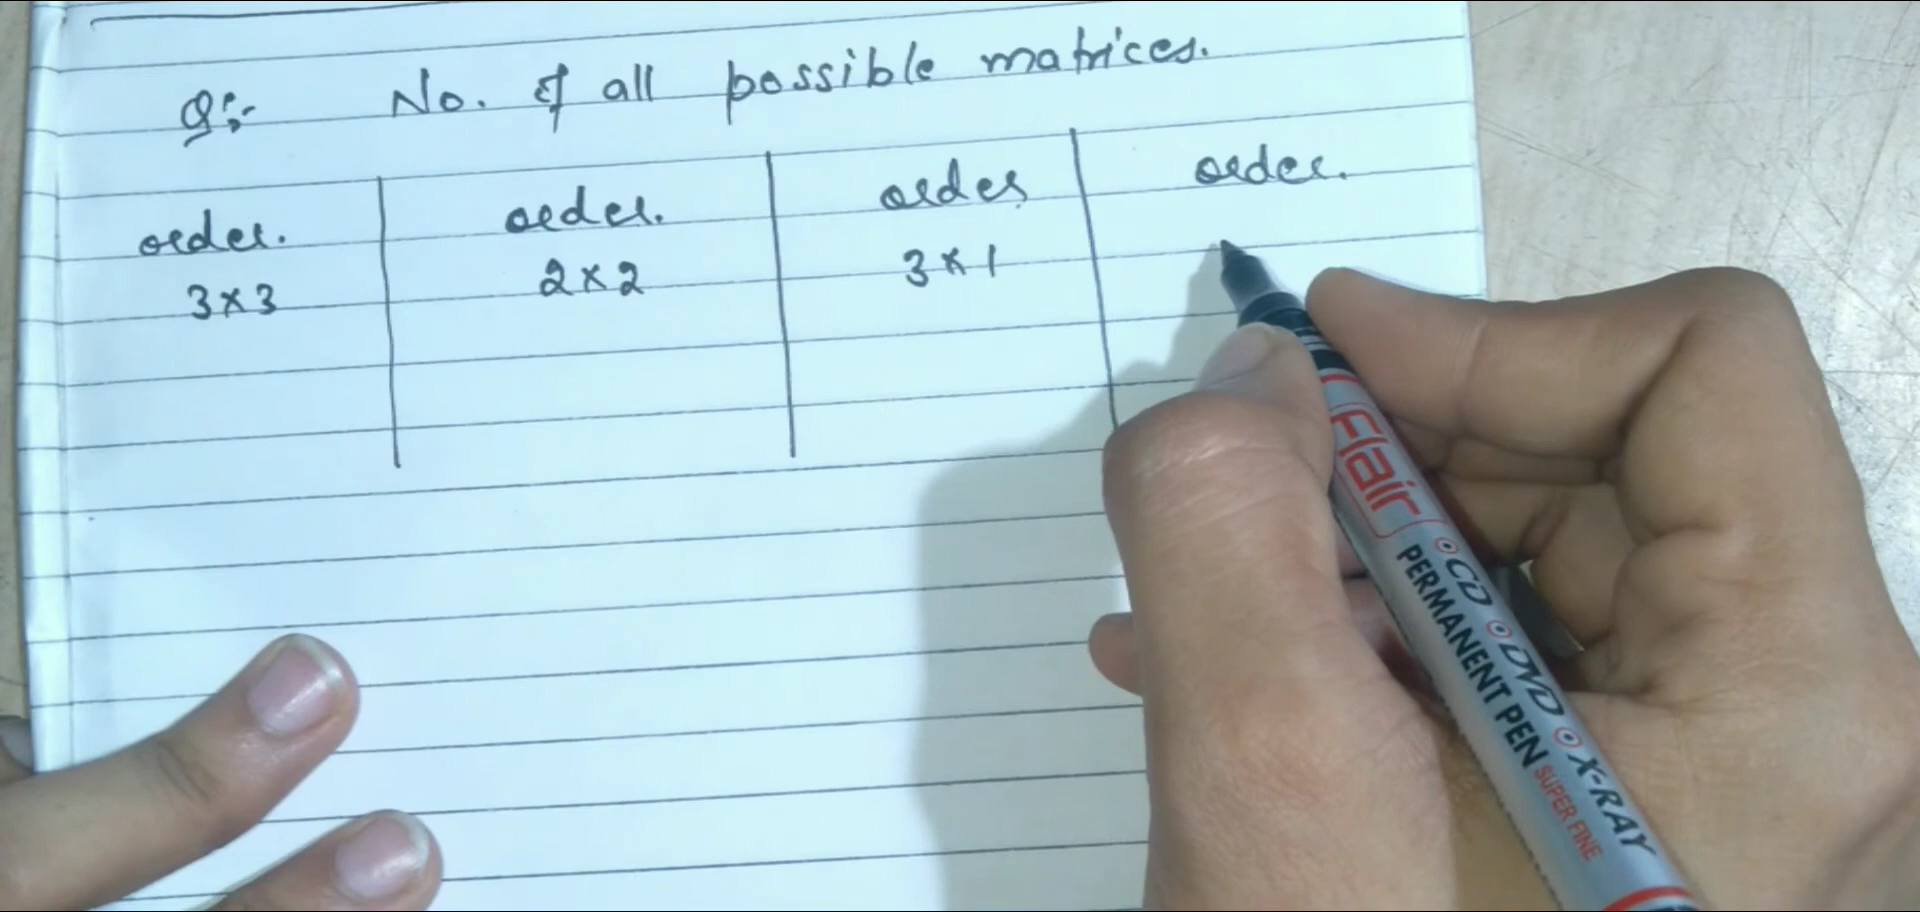 Q:- No. of all possible matrices.
order. order. order order.
3×3 2×2 3×1
Flair
CD DVD X-RAY
PERMANENT PEN SUPER FINE